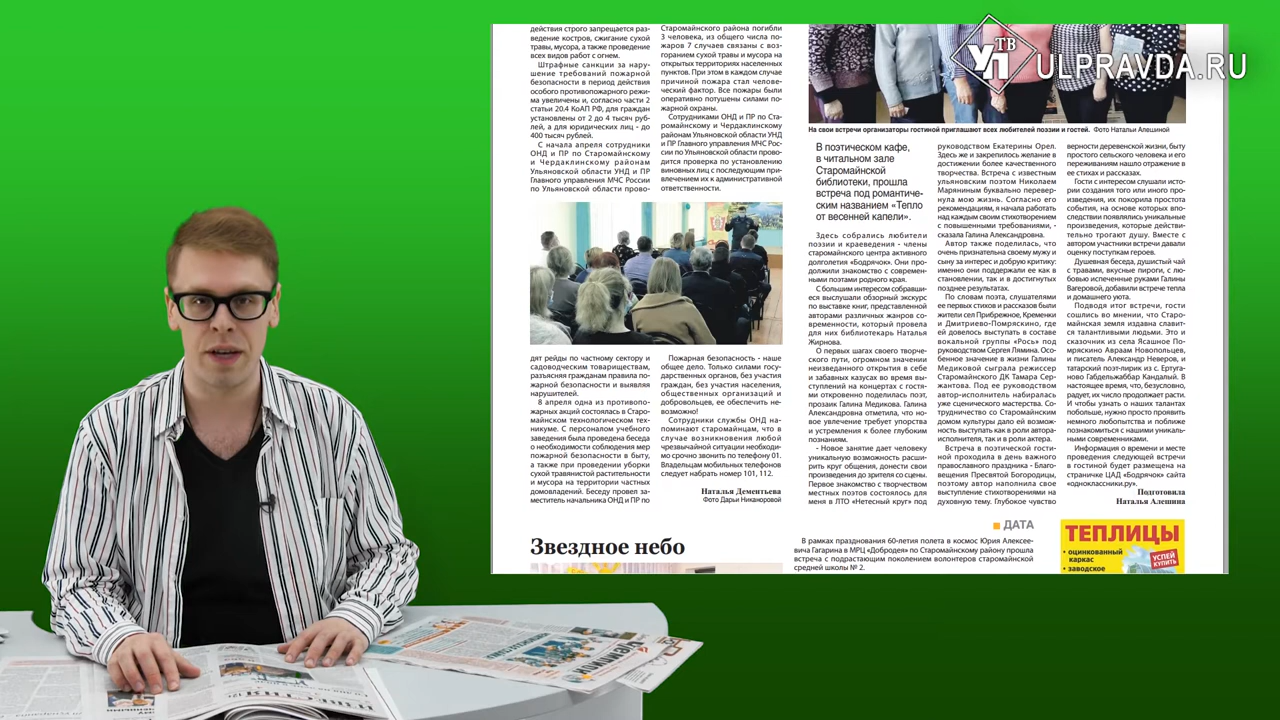 УП ТВ
ULPRAVDA.RU
действия строго запрещается раз-
ведение костров, сжигание сухой
травы, мусора, а также проведение
всех видов работ с огнем.
Штрафные санкции за нару-
шение требований пожарной
безопасности в период действия
особого противопожарного режи-
ма увеличены и, согласно части 2
статьи 20.4 КоАП РФ, для граждан
установлены от 2 до 4 тысяч руб-
лей, а для юридических лиц - до
400 тысяч рублей.
С начала апреля сотрудники
ОНД и ПР по Старомайнскому
и Чердаклинскому районам
Ульяновской области УНД и ПР
Главного управления МЧС России
по Ульяновской области прово-
Старомайнского района погибли
3 человека, из общего числа по-
жаров 7 случаев связаны с воз-
горанием сухой травы и мусора на
открытых территориях населенных
пунктов. При этом в каждом случае
причиной пожара стал человече-
ский фактор. Все пожары были
оперативно потушены силами по-
жарной охраны.
Сотрудниками ОНД и ПР по Ста-
ромайнскому и Чердаклинскому
районам Ульяновской области УНД
и ПР Главного управления МЧС Рос-
сии по Ульяновской области прово-
дится проверка по установлению
виновных лиц с последующим при-
влечением их к административной
ответственности.
дят рейды по частному сектору и
садоводческим товариществам,
разъясняя гражданам правила по-
жарной безопасности и выявляя
нарушителей.
8 апреля одна из противопо-
жарных акций состоялась в Старо-
майнском технологическом тех-
никуме. С персоналом учебного
заведения была проведена беседа
о необходимости соблюдения мер
пожарной безопасности в быту,
а также при проведении уборки
сухой травянистой растительности
и мусора на территории частных
домовладений. Беседу провел за-
меститель начальника ОНД и ПР по
Пожарная безопасность - наше
общее дело. Только силами госу-
дарственных органов, без участия
граждан, без участия населения,
общественных организаций и
добровольцев, ее обеспечить не-
возможно!
Сотрудники службы ОНД на-
поминают старомайнцам, что в
случае возникновения любой
чрезвычайной ситуации необходи-
мо срочно звонить по телефону 01.
Владельцам мобильных телефонов
следует набрать номер 101, 112.
Наталья Дементьева
Фото Дарьи Никаноровой
Звездное небо
На свои встречи организаторы гостиной приглашают всех любителей поэзии и гостей. Фото Натальи Алешиной
В поэтическом кафе,
в читальном зале
Старомайнской
библиотеки, прошла
встреча под романтиче-
ским названием «Тепло
от весенней капели».
Здесь собрались любители
поэзии и краеведения - члены
старомайнского центра активного
долголетия «Бодрячок». Они про-
должили знакомство с современ-
ными поэтами родного края.
С большим интересом собравши-
еся выслушали обзорный экскурс
по выставке книг, представленной
авторами различных жанров со-
временности, который провела
для них библиотекарь Наталья
Жирнова.
О первых шагах своего творче-
ского пути, огромном значении
неизведанного открытия в себе
и забавных казусах во время вы-
ступлений на концертах с гостя-
ми откровенно поделилась поэт,
прозаик Галина Медикова. Галина
Александровна отметила, что но-
вое увлечение требует упорства
и устремления к более глубоким
познаниям.
- Новое занятие дает человеку
уникальную возможность расши-
рить круг общения, донести свои
произведения до зрителя со сцены.
Первое знакомство с творчеством
местных поэтов состоялось для
меня в ЛТО «Нетесный круг» под
руководством Екатерины Орел.
Здесь же и закрепилось желание в
достижении более качественного
творчества. Встреча с известным
ульяновским поэтом Николаем
Марянин​ым буквально перевер-
нула мою жизнь. Согласно его
рекомендациям, я начала работать
над каждым своим стихотворением
с повышенными требованиями, -
сказала Галина Александровна.
Автор также поделилась, что
очень признательна своему мужу и
сыну за интерес и добрую критику:
именно они поддержали ее как в
становлении, так и в достигнутых
позднее результатах.
По словам поэта, слушателями
ее первых стихов и рассказов были
жители сел Прибрежное, Кременки
и Дмитриево-Помряскино, где
ей довелось выступать в составе
вокальной группы «Рось» под
руководством Сергея Лямина. Осо-
бенное значение в жизни Галины
Медиковой сыграла режиссер
Старомайнского ДК Тамара Сер-
жантова. Под ее руководством
автор-исполнитель набиралась
уже сценического мастерства. Со-
трудничество со Старомайнским
домом культуры дало ей возмож-
ность выступать как в роли автора-
исполнителя, так и в роли актера.
Встреча в поэтической гости-
ной проходила в день важного
православного праздника - Благо-
вещения Пресвятой Богородицы,
поэтому автор наполнила свое
выступление стихотворениями на
духовную тему. Глубокое чувство
верности деревенской жизни, быту
простого сельского человека и его
переживаниям нашло отражение в
ее стихах и рассказах.
Гости с интересом слушали исто-
рии создания того или иного про-
изведения, их покорила простота
события, на основе которых впо-
следствии появлялись уникальные
произведения, которые действи-
тельно трогают душу. Вместе с
автором участники встречи давали
оценку поступкам героев.
Душевная беседа, душистый чай
с травами, вкусные пироги, с лю-
бовью испеченные руками Галины
Вагеровой, добавили встрече тепла
и домашнего уюта.
Подводя итог встречи, гости
сошлись во мнении, что Старо-
майнская земля издавна славит-
ся талантливыми людьми. Это и
сказочник из села Ясашное По-
мряскино Авраам Новопольцев,
и писатель Александр Неверов, и
татарский поэт-лирик из с. Ертуга-
ново Габдельжаббар Кандалый. В
настоящее время, что, безусловно,
радует, их число продолжает расти.
И чтобы узнать о наших талантах
побольше, нужно просто проявить
немного любопытства и поближе
познакомиться с нашими уникаль-
ными современниками.
Информация о времени и месте
проведения следующей встречи
в гостиной будет размещена на
страничке ЦАД «Бодрячок» сайта
«одноклассники.ру».
Подготовила
Наталья Алешина
ДАТА
В рамках празднования 60-летия полета в космос Юрия Алексее-
вича Гагарина в МРЦ «Добродея» по Старомайнскому району прошла
встреча с подрастающим поколением волонтеров старомайнской
средней школы № 2.
ТЕПЛИЦЫ
• оцинкованный
каркас
• заводское
УСПЕЙ
КУПИТЬ